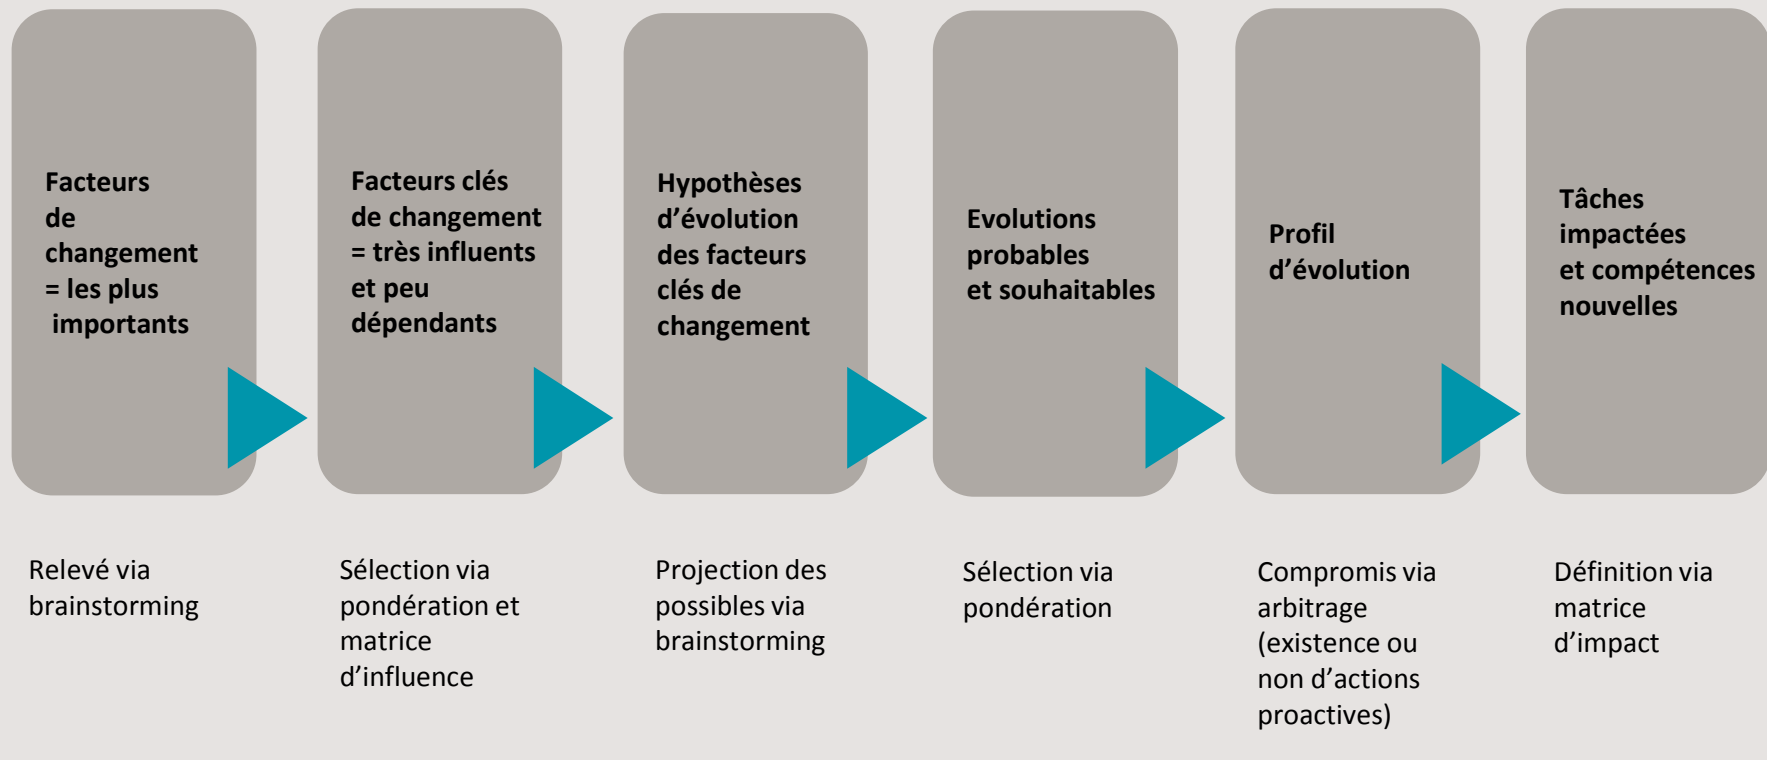 Facteurs
de
changement
= les plus
importants
Facteurs clés
de changement
= très influents
et peu
dépendants
Hypothèses
d’évolution
des facteurs
clés de
changement
Evolutions
probables
et souhaitables
Profil
d’évolution
Tâches
impactées
et compétences
nouvelles
Relevé via
brainstorming
Sélection via
pondération et
matrice
d’influence
Projection des
possibles via
brainstorming
Sélection via
pondération
Compromis via
arbitrage
(existence ou
non d’actions
proactives)
Définition via
matrice
d’impact